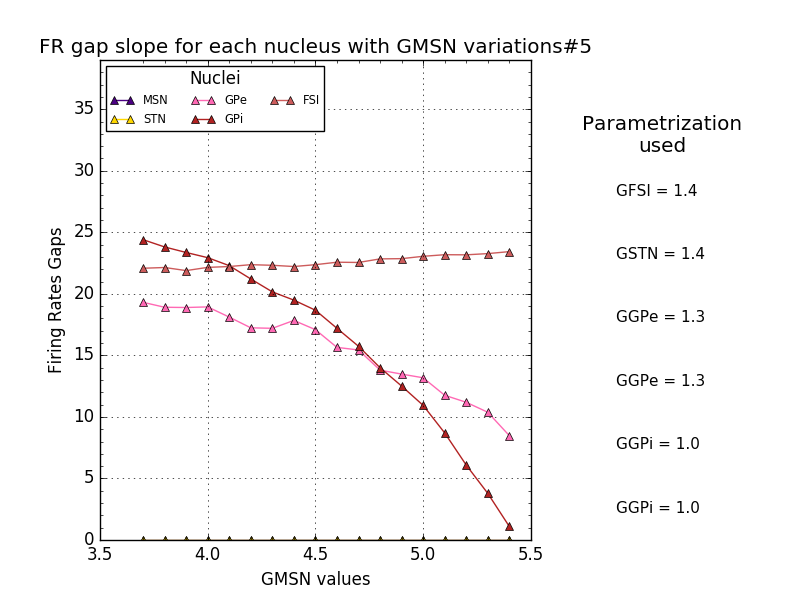 FR gap slope for each nucleus with GMSN variations#5
Nuclei
MSN GPe FSI
STN GPi
35
30
25
20
15
10
5
0
Firing Rates Gaps
3.5 4.0 4.5 5.0 5.5
GMSN values
Parametrization
used
GFSI = 1.4
GSTN = 1.4
GGPe = 1.3
GGPe = 1.3
GGPi = 1.0
GGPi = 1.0